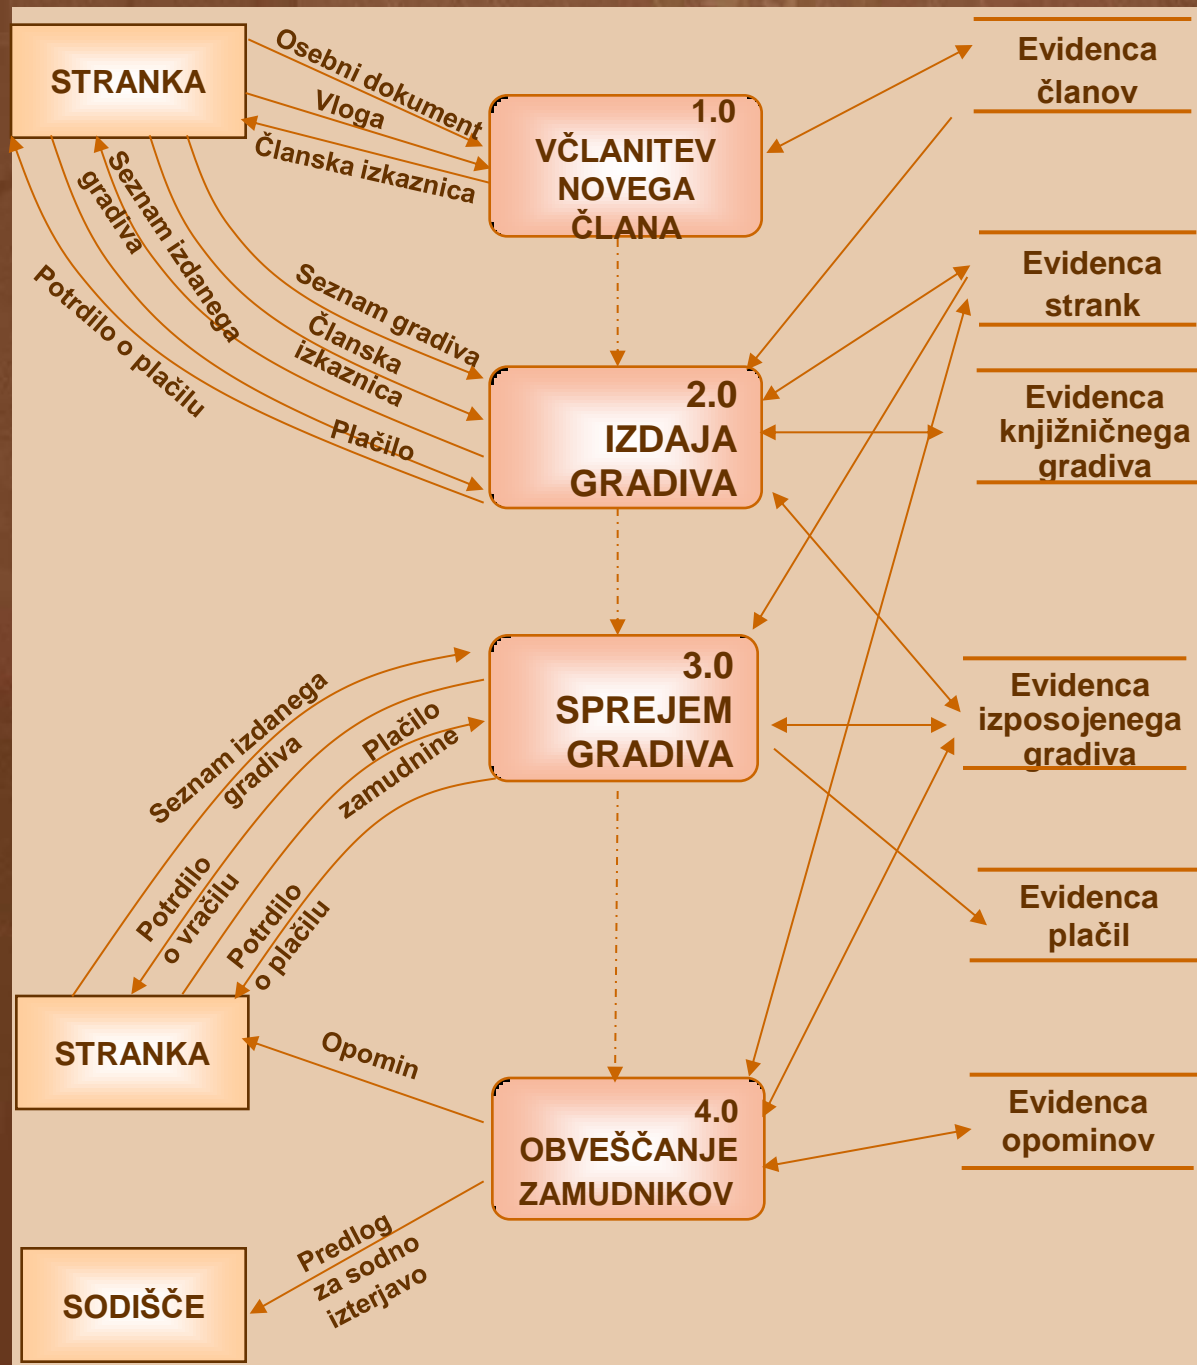 STRANKA
Osebni dokument
Vloga
Članska izkaznica
1.0
VČLANITEV
NOVEGA
ČLANA
Evidenca
članov
Seznam izdanega
gradiva
Potrdilo o plačilu
Seznam gradiva
Članska
izkaznica
Plačilo
2.0
IZDAJA
GRADIVA
Evidenca
strank
Evidenca
knjižničnega
gradiva
Seznam izdanega
gradiva
Plačilo
zamudnine
Potrdilo
o vračilu
Potrdilo
o plačilu
3.0
SPREJEM
GRADIVA
Evidenca
izposojenega
gradiva
Evidenca
plačil
STRANKA
Opomin
4.0
OBVEŠČANJE
ZAMUDNIKOV
Evidenca
opominov
Predlog
za sodno
izterjavo
SODIŠČE